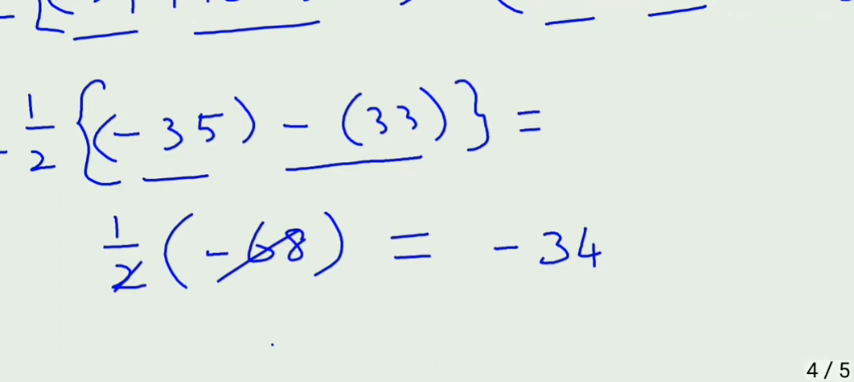 - 1/2 {(-35) - (33)} =
1/2 (-68) = - 34
4 / 5